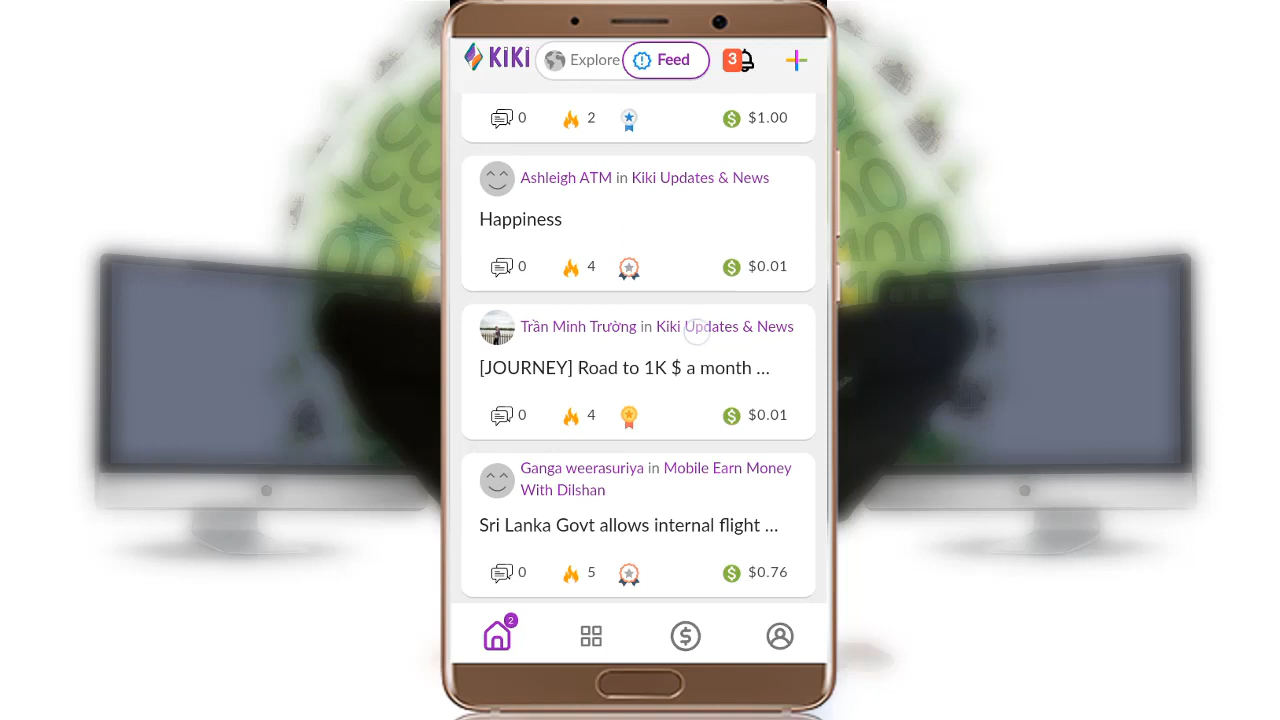 KiKi Explore Feed 3
0 2 $1.00
Ashleigh ATM in Kiki Updates & News
Happiness
0 4 $0.01
Trần Minh Trường in Kiki Updates & News
[JOURNEY] Road to 1K $ a month ...
0 4 $0.01
Ganga weerasuriya in Mobile Earn Money
With Dilshan
Sri Lanka Govt allows internal flight ...
0 5 $0.76
2